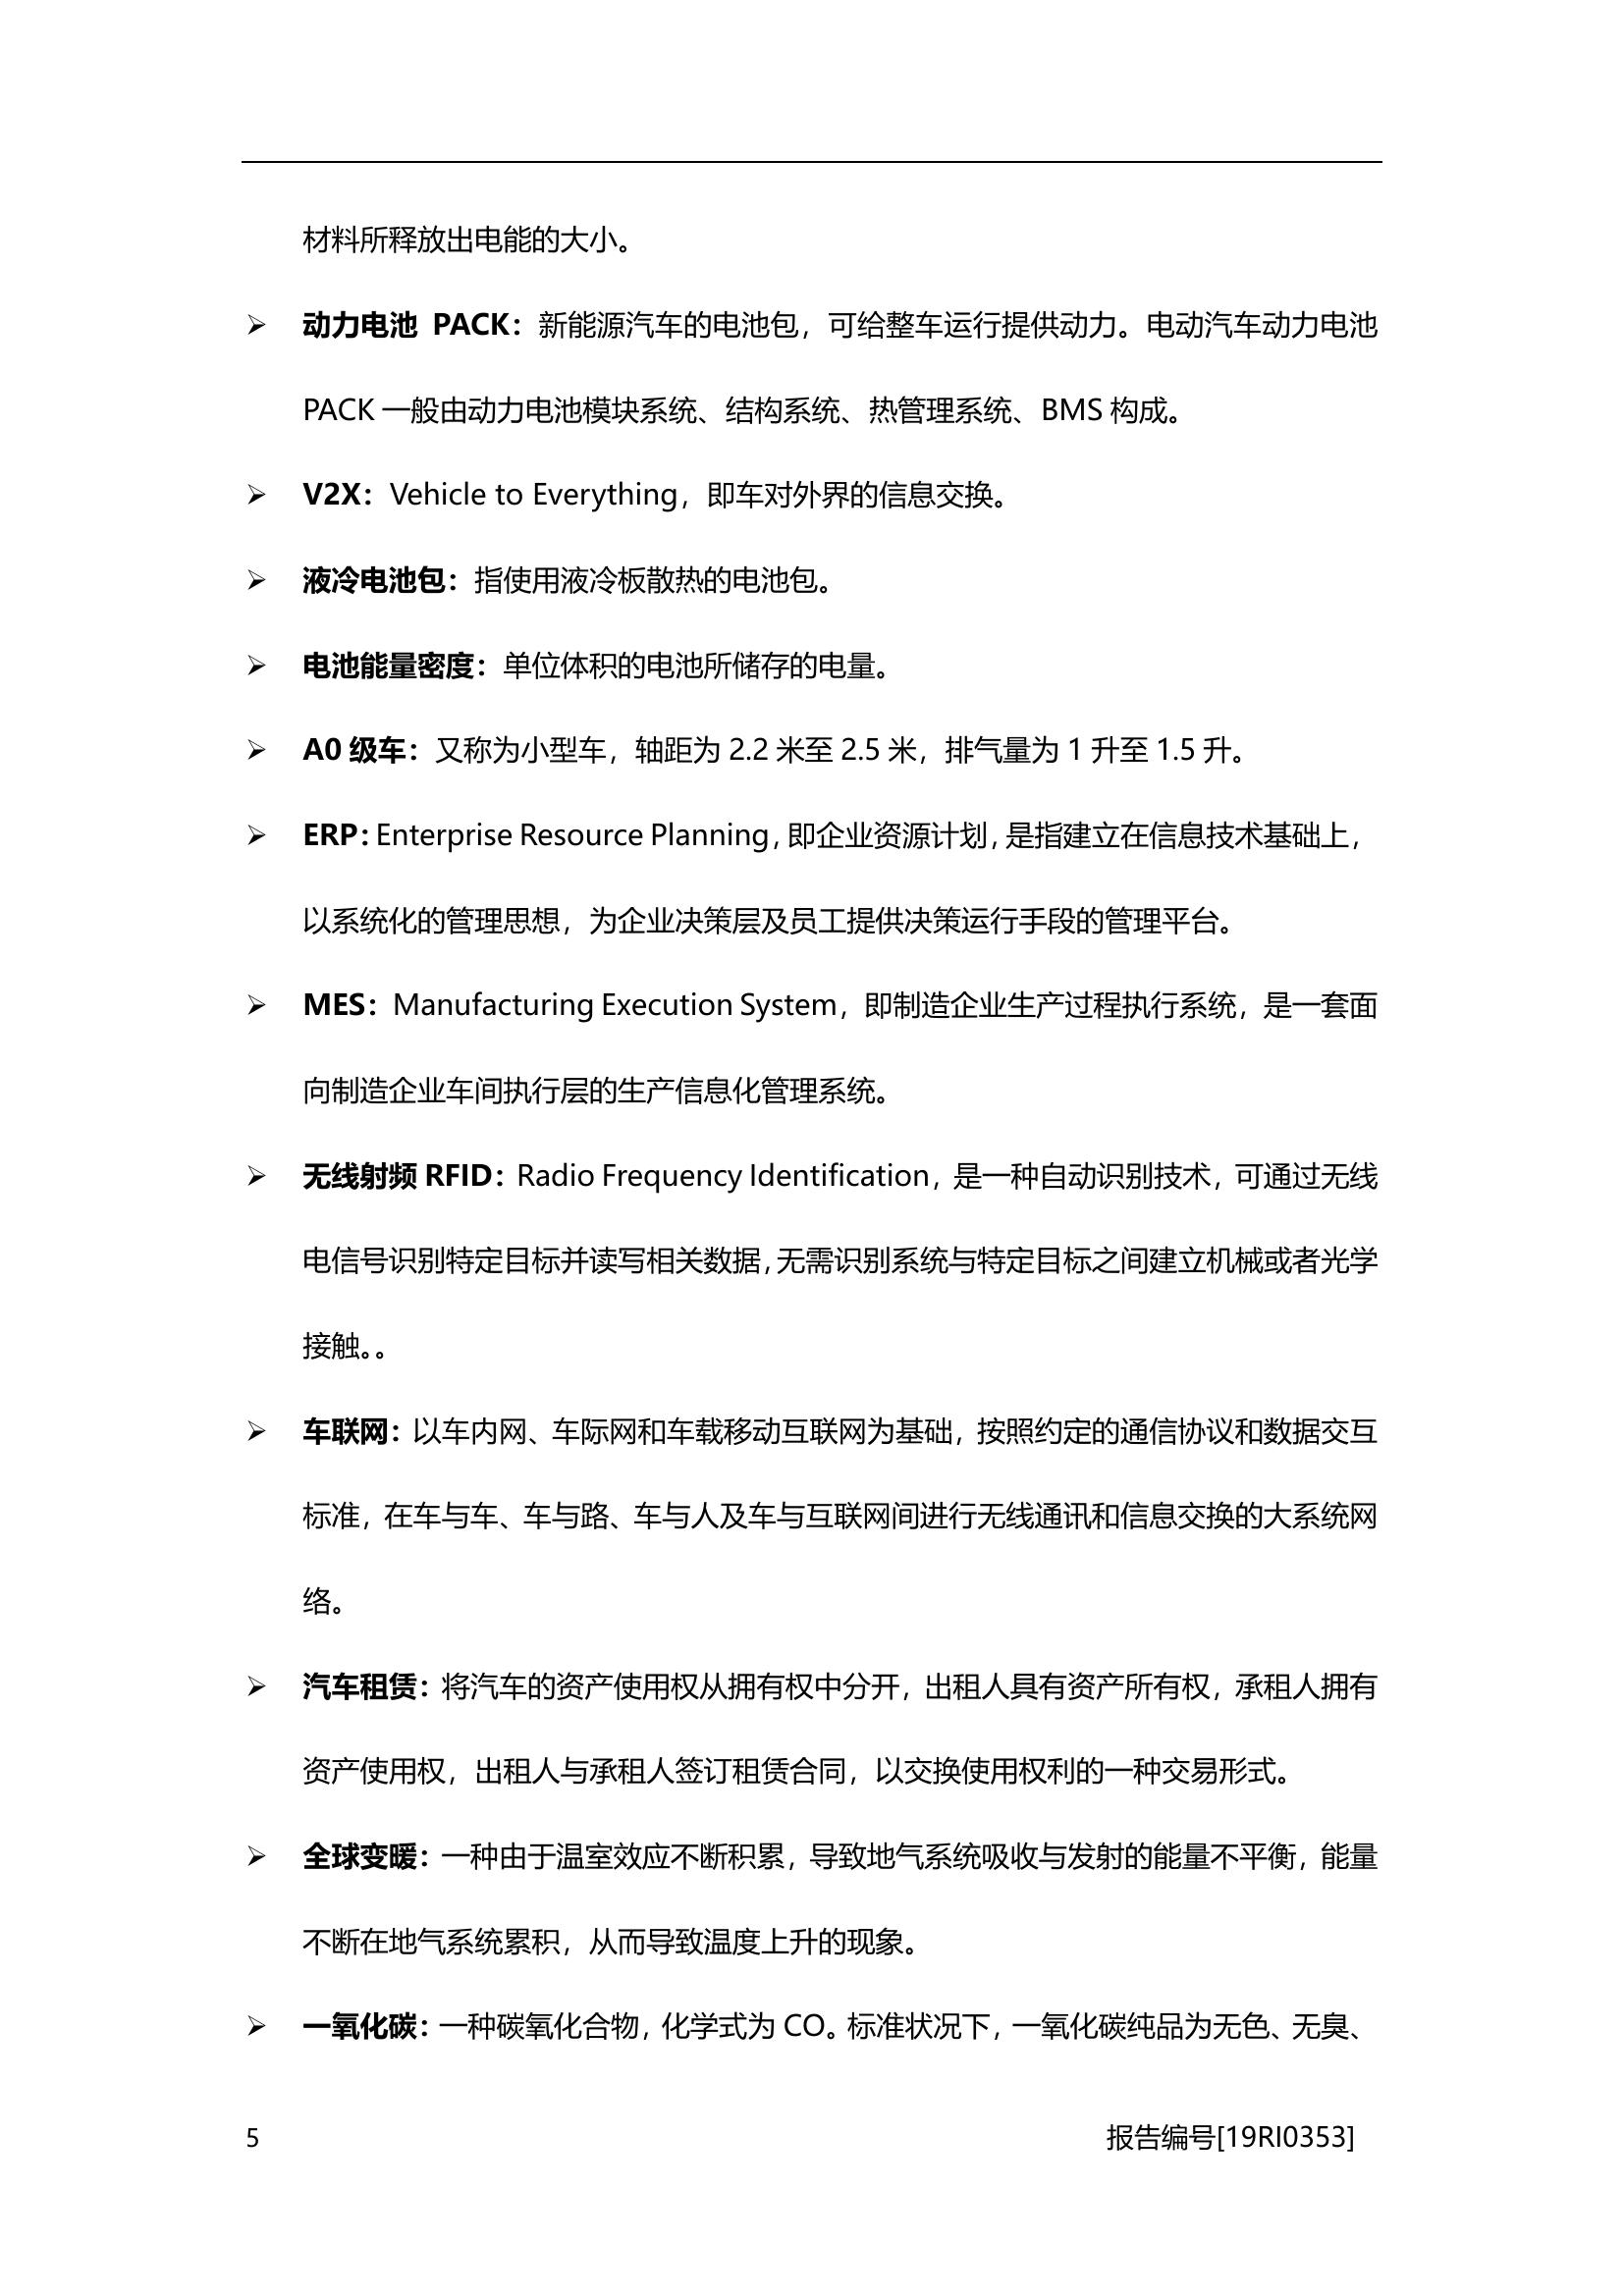 材料所释放出电能的大小。
➢ 动力电池 PACK：新能源汽车的电池包，可给整车运行提供动力。电动汽车动力电池
PACK 一般由动力电池模块系统、结构系统、热管理系统、BMS 构成。
➢ V2X：Vehicle to Everything，即车对外界的信息交换。
➢ 液冷电池包：指使用液冷板散热的电池包。
➢ 电池能量密度：单位体积的电池所储存的电量。
➢ A0 级车：又称为小型车，轴距为 2.2 米至 2.5 米，排气量为 1 升至 1.5 升。
➢ ERP：Enterprise Resource Planning，即企业资源计划，是指建立在信息技术基础上，
以系统化的管理思想，为企业决策层及员工提供决策运行手段的管理平台。
➢ MES：Manufacturing Execution System，即制造企业生产过程执行系统，是一套面
向制造企业车间执行层的生产信息化管理系统。
➢ 无线射频 RFID：Radio Frequency Identification，是一种自动识别技术，可通过无线
电信号识别特定目标并读写相关数据，无需识别系统与特定目标之间建立机械或者光学
接触。。
➢ 车联网：以车内网、车际网和车载移动互联网为基础，按照约定的通信协议和数据交互
标准，在车与车、车与路、车与人及车与互联网间进行无线通讯和信息交换的大系统网
络。
➢ 汽车租赁：将汽车的资产使用权从拥有权中分开，出租人具有资产所有权，承租人拥有
资产使用权，出租人与承租人签订租赁合同，以交换使用权利的一种交易形式。
➢ 全球变暖：一种由于温室效应不断积累，导致地气系统吸收与发射的能量不平衡，能量
不断在地气系统累积，从而导致温度上升的现象。
➢ 一氧化碳：一种碳氧化合物，化学式为 CO。标准状况下，一氧化碳纯品为无色、无臭、
5 报告编号[19RI0353]